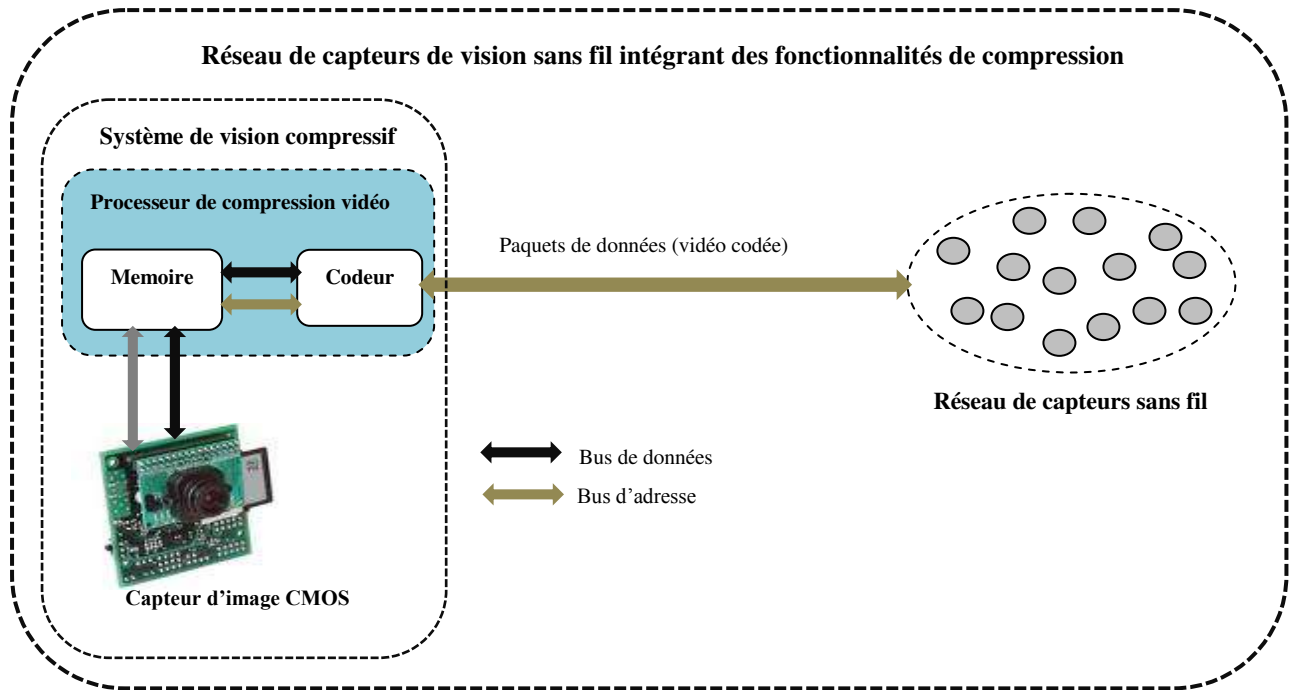 Réseau de capteurs de vision sans fil intégrant des fonctionnalités de compression
Système de vision compressif
Processeur de compression vidéo
Memoire
Codeur
Paquets de données (vidéo codée)
Réseau de capteurs sans fil
Bus de données
Bus d'adresse
Capteur d'image CMOS